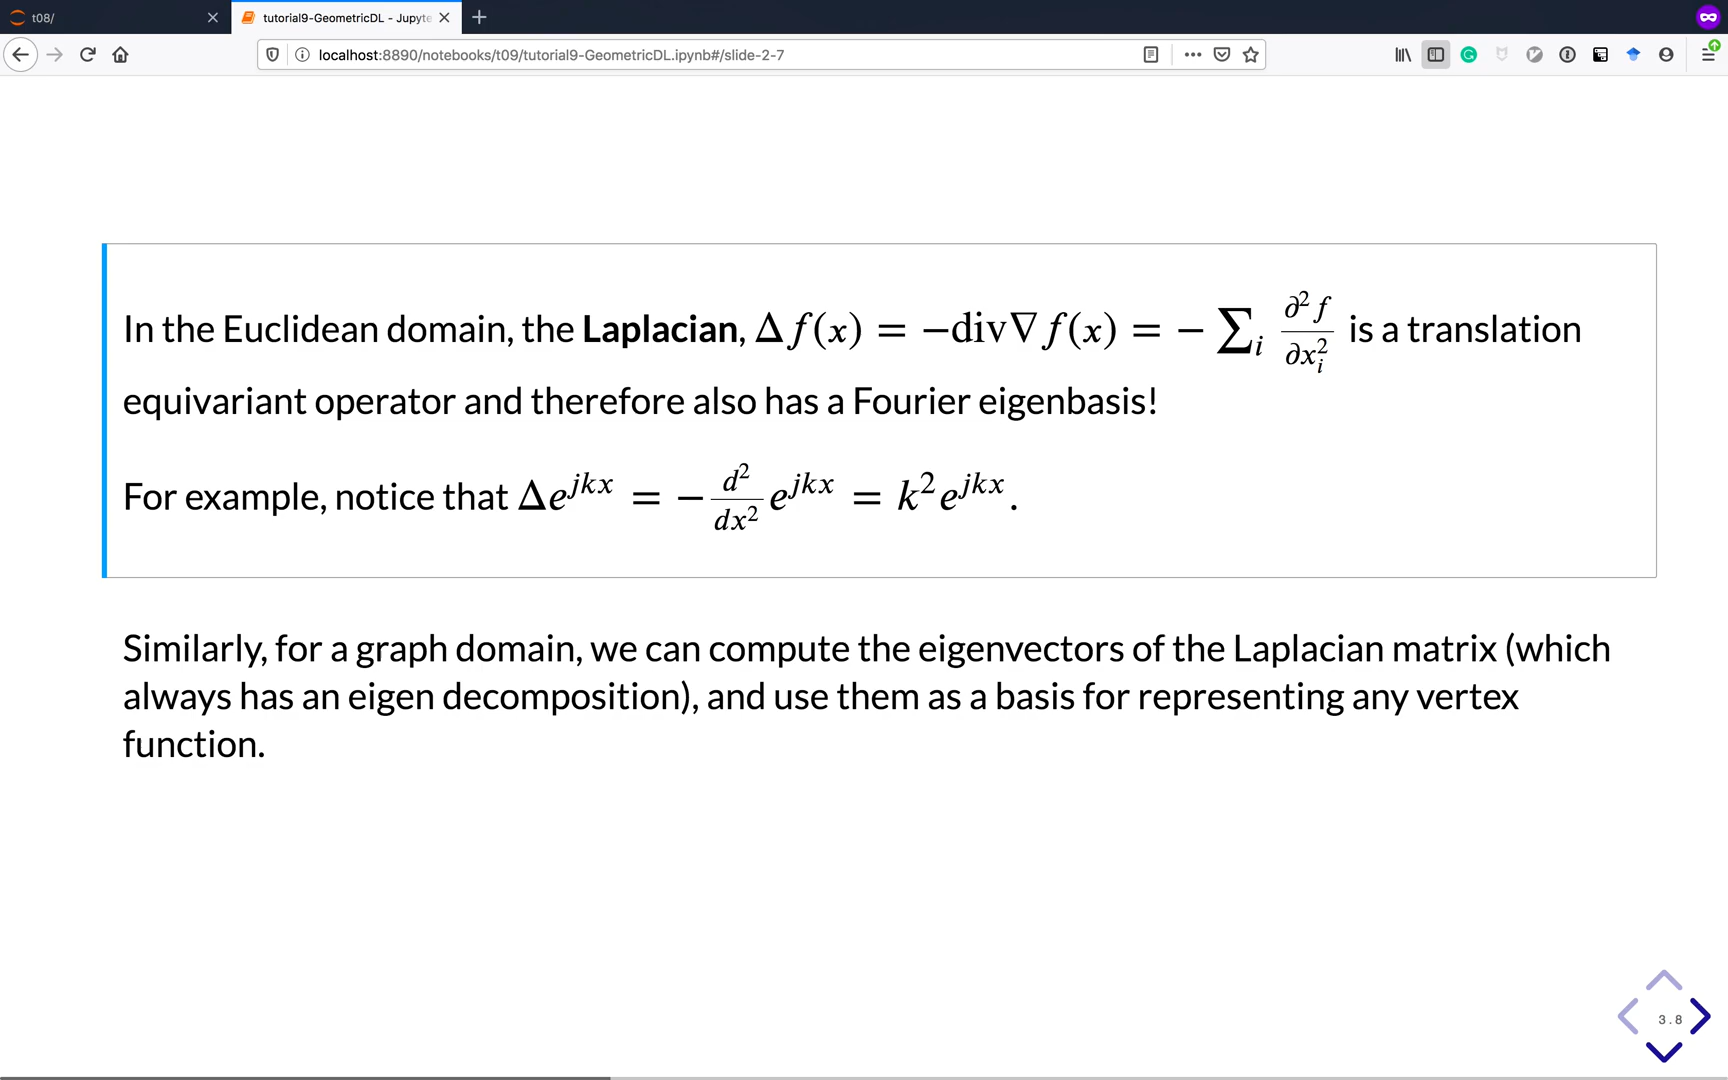 t08/
tutorial9-GeometricDL - Jupyte
localhost:8890/notebooks/t09/tutorial9-GeometricDL.ipynb#/slide-2-7
In the Euclidean domain, the Laplacian, Δf(x) = −div∇f(x) = − ∑ᵢ ∂²f/∂xᵢ² is a translation
equivariant operator and therefore also has a Fourier eigenbasis!
For example, notice that Δe^{jkx} = − d²/dx² e^{jkx} = k²e^{jkx}.
Similarly, for a graph domain, we can compute the eigenvectors of the Laplacian matrix (which
always has an eigen decomposition), and use them as a basis for representing any vertex
function.
3.8